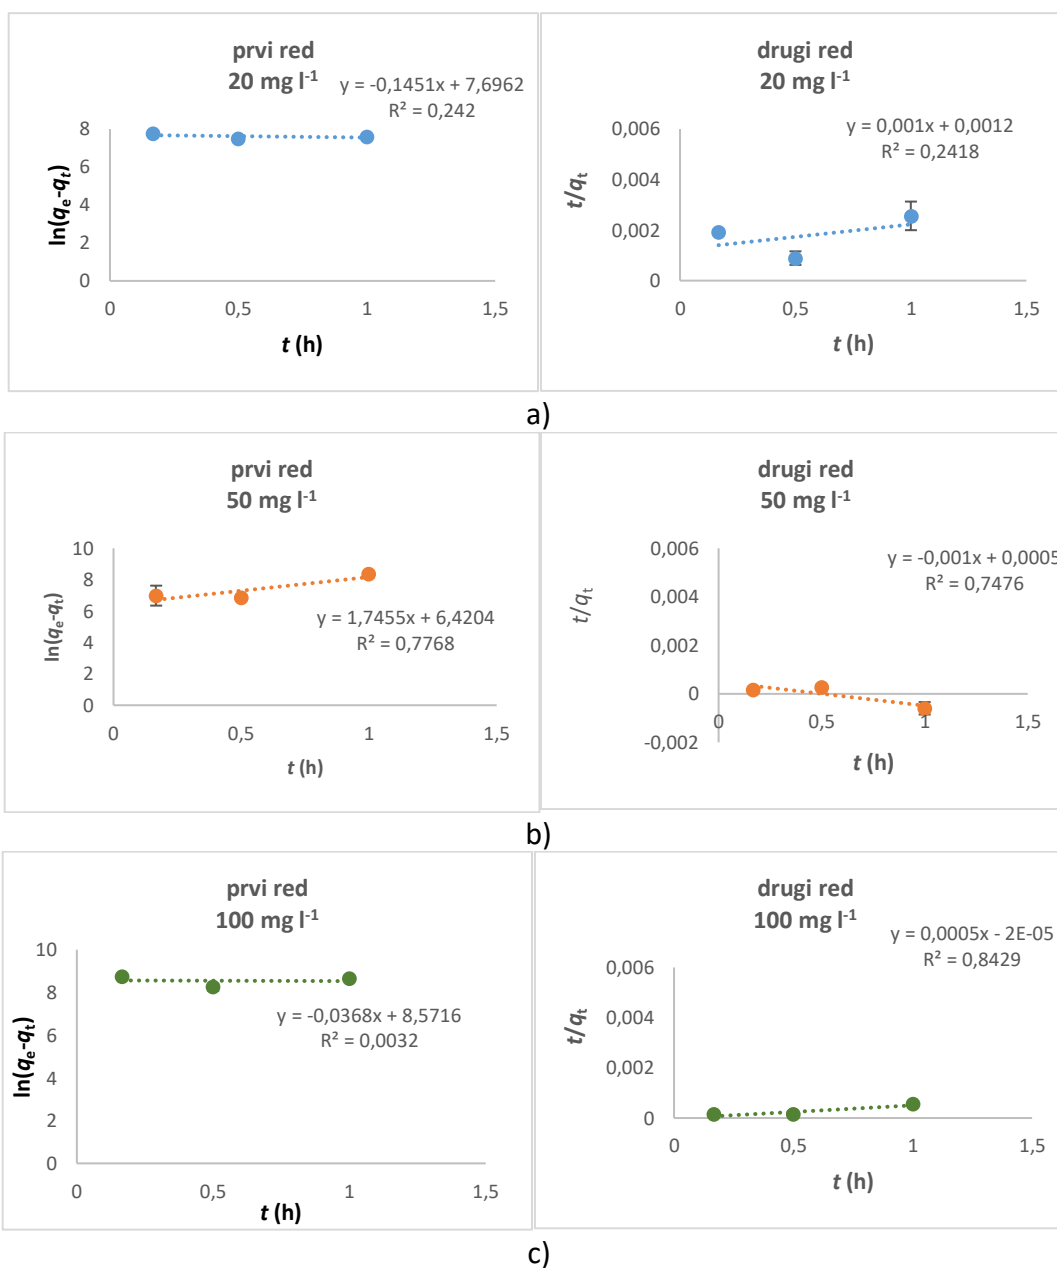 prvi red
20 mg l-1
y = -0,1451x + 7,6962
R² = 0,242
8
6
4
2
0
ln(qe-qt)
0 0,5 1 1,5
t (h)
drugi red
20 mg l-1
y = 0,001x + 0,0012
R² = 0,2418
0,006
0,004
0,002
0
t/qt
0 0,5 1 1,5
t (h)
a)
prvi red
50 mg l-1
10
8
6
4
2
0
ln(qe-qt)
y = 1,7455x + 6,4204
R² = 0,7768
0 0,5 1 1,5
t (h)
drugi red
50 mg l-1
y = -0,001x + 0,0005
R² = 0,7476
0,006
0,004
0,002
0
-0,002
t/qt
0 0,5 1 1,5
t (h)
b)
prvi red
100 mg l-1
10
8
6
4
2
0
ln(qe-qt)
y = -0,0368x + 8,5716
R² = 0,0032
0 0,5 1 1,5
t (h)
drugi red
100 mg l-1
y = 0,0005x - 2E-05
R² = 0,8429
0,006
0,004
0,002
0
t/qt
0 0,5 1 1,5
t (h)
c)